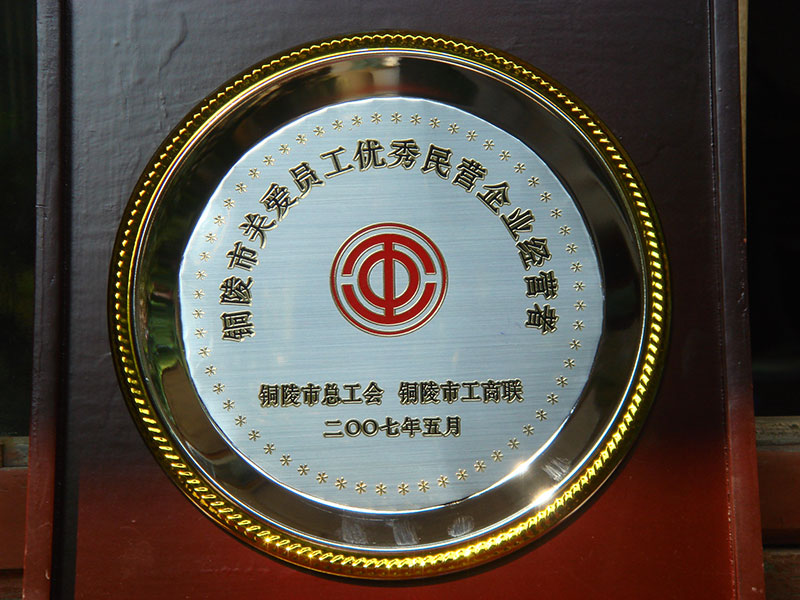 铜陵市关爱员工优秀民营企业经营者
铜陵市总工会 铜陵市工商联
二〇〇七年五月